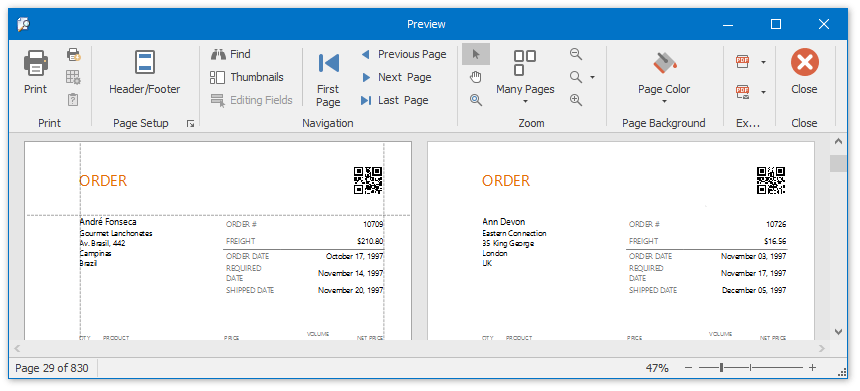 Preview
Print
Header/Footer
Find
Thumbnails
Editing Fields
First
Page
Previous Page
Next Page
Last Page
Many Pages
Page Color
PDF
PDF
Close
Print
Page Setup
Navigation
Zoom
Page Background
Ex...
Close
ORDER
André Fonseca
Gourmet Lanchonetes
Av. Brasil, 442
Campinas
Brazil
ORDER # 10709
FREIGHT $210.80
ORDER DATE October 17, 1997
REQUIRED
DATE November 14, 1997
SHIPPED DATE November 20, 1997
QTY PRODUCT PRICE VOLUME NET PRICE
ORDER
Ann Devon
Eastern Connection
35 King George
London
UK
ORDER # 10726
FREIGHT $16.56
ORDER DATE November 03, 1997
REQUIRED
DATE November 17, 1997
SHIPPED DATE December 05, 1997
QTY PRODUCT PRICE VOLUME NET PRICE
Page 29 of 830
47%